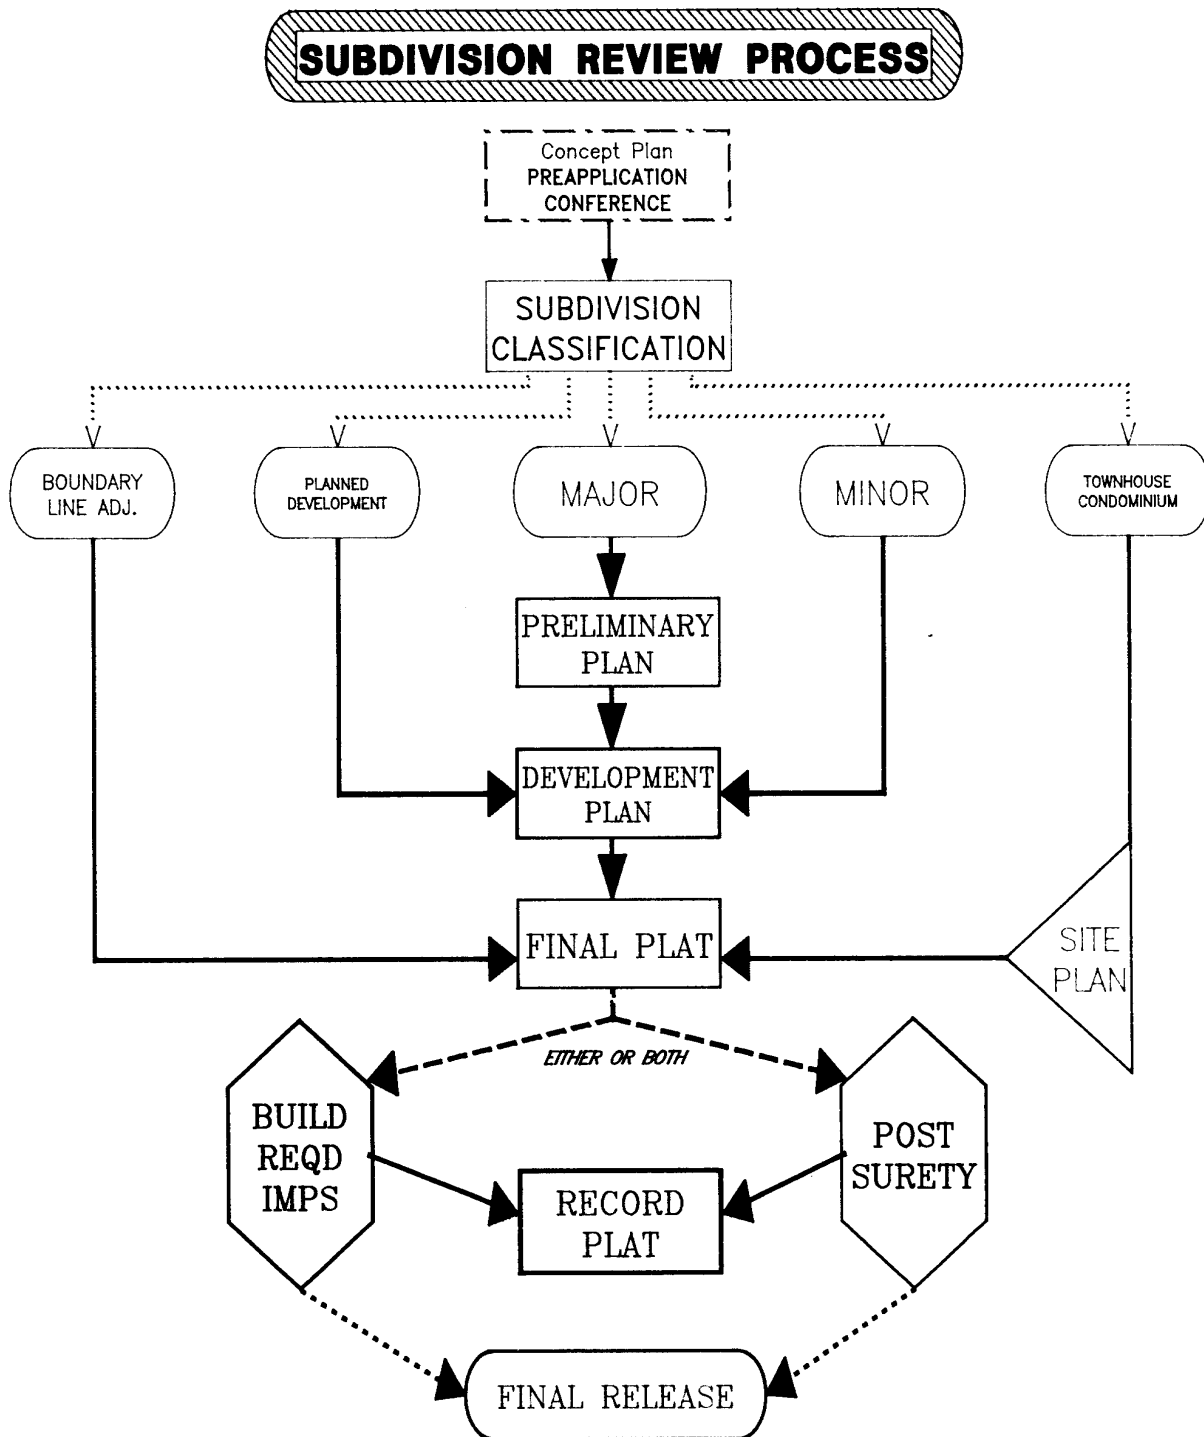 SUBDIVISION REVIEW PROCESS
Concept Plan
PREAPPLICATION
CONFERENCE
SUBDIVISION
CLASSIFICATION
BOUNDARY
LINE ADJ.
PLANNED
DEVELOPMENT
MAJOR
MINOR
TOWNHOUSE
CONDOMINIUM
PRELIMINARY
PLAN
DEVELOPMENT
PLAN
FINAL PLAT
SITE
PLAN
EITHER OR BOTH
BUILD
REQD
IMPS
POST
SURETY
RECORD
PLAT
FINAL RELEASE